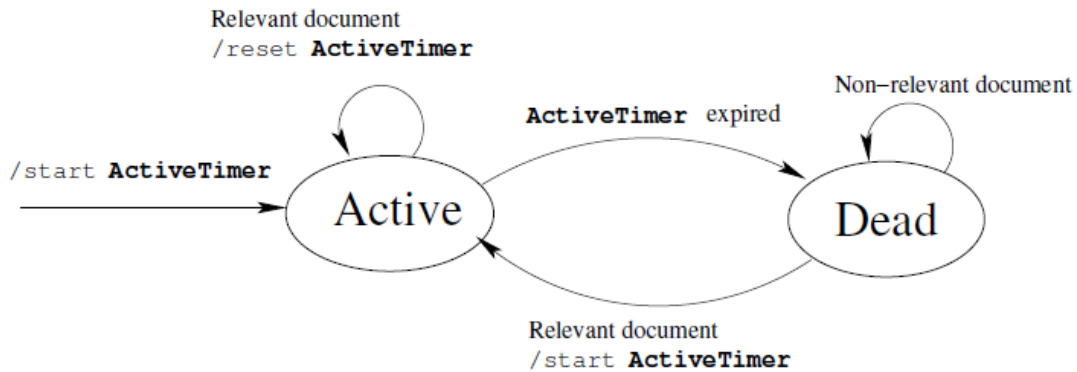 Relevant document
/reset ActiveTimer
Non-relevant document
ActiveTimer expired
/start ActiveTimer
Active
Dead
Relevant document
/start ActiveTimer